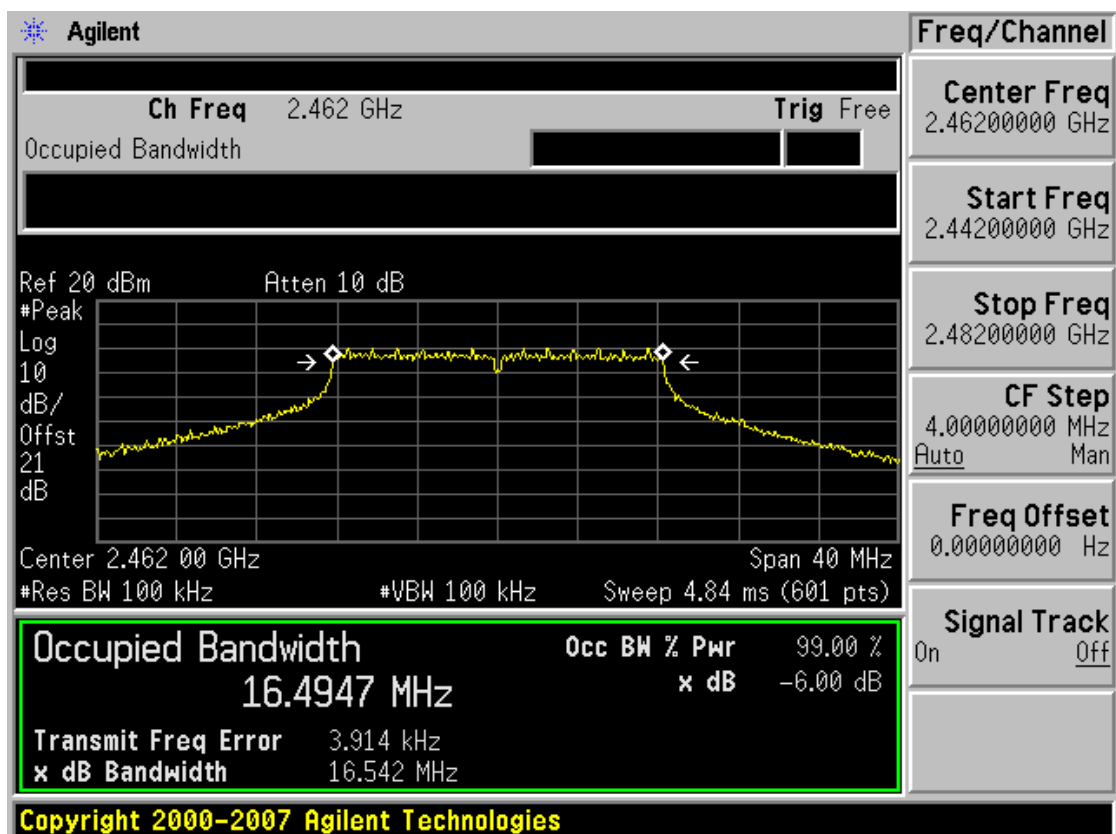 Agilent
Freq/Channel
Ch Freq 2.462 GHz Trig Free
Occupied Bandwidth
Center Freq
2.46200000 GHz
Start Freq
2.44200000 GHz
Stop Freq
2.48200000 GHz
CF Step
4.00000000 MHz
Auto Man
Freq Offset
0.00000000 Hz
Signal Track
On Off
Ref 20 dBm Atten 10 dB
#Peak
Log
10
dB/
Offst
21
dB
Center 2.462 00 GHz Span 40 MHz
#Res BW 100 kHz #VBW 100 kHz Sweep 4.84 ms (601 pts)
Occupied Bandwidth Occ BW % Pwr 99.00 %
16.4947 MHz x dB -6.00 dB
Transmit Freq Error 3.914 kHz
x dB Bandwidth 16.542 MHz
Copyright 2000-2007 Agilent Technologies